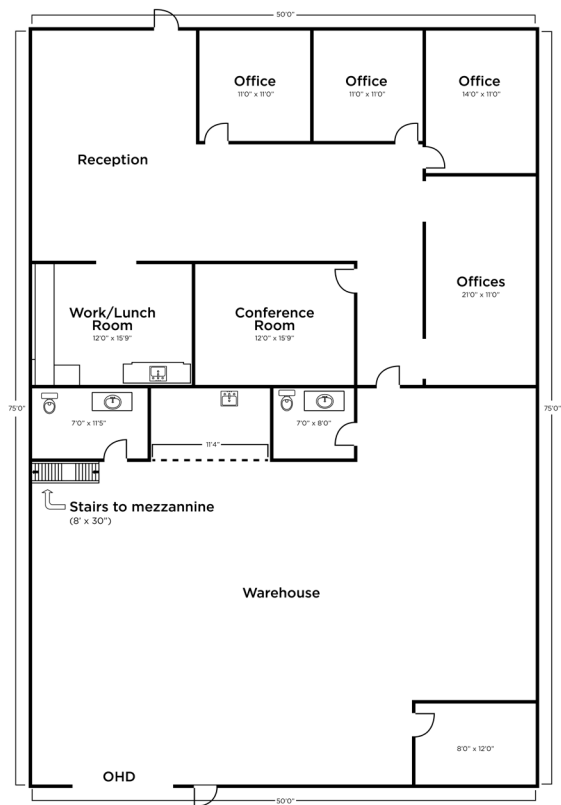 50'0"
Office
11'0" x 11'0"
Office
11'0" x 11'0"
Office
14'0" x 11'0"
Reception
Offices
21'0" x 11'0"
Work/Lunch
Room
12'0" x 15'9"
Conference
Room
12'0" x 15'9"
75'0"
75'0"
7'0" x 11'5"
7'0" x 8'0"
11'4"
Stairs to mezzannine
(8' x 30")
Warehouse
8'0" x 12'0"
OHD
50'0"